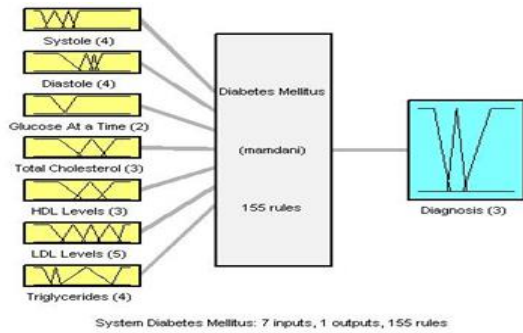 Systole (4)
Diastole (4)
Glucose At a Time (2)
Total Cholesterol (3)
HDL Levels (3)
LDL Levels (5)
Triglycerides (4)
Diabetes Mellitus
(mamdani)
155 rules
Diagnosis (3)
System Diabetes Mellitus: 7 inputs, 1 outputs, 155 rules